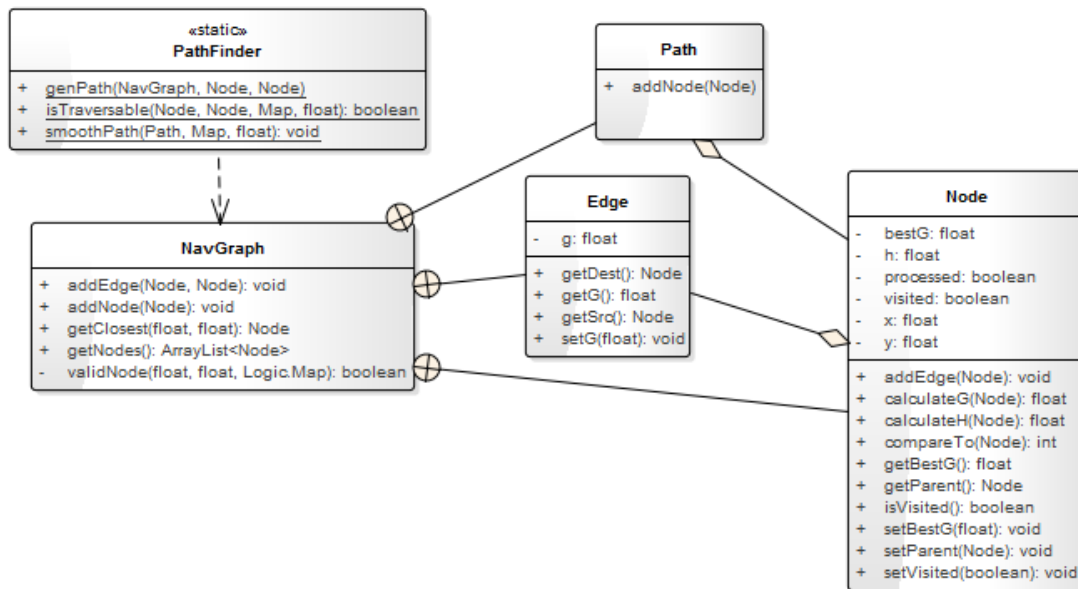 «static»
PathFinder
+ genPath(NavGraph, Node, Node)
+ isTraversable(Node, Node, Map, float): boolean
+ smoothPath(Path, Map, float): void
Path
+ addNode(Node)
Edge
- g: float
+ getDest(): Node
+ getG(): float
+ getSrc(): Node
+ setG(float): void
NavGraph
+ addEdge(Node, Node): void
+ addNode(Node): void
+ getClosest(float, float): Node
+ getNodes(): ArrayList<Node>
- validNode(float, float, Logic.Map): boolean
Node
- bestG: float
- h: float
- processed: boolean
- visited: boolean
- x: float
- y: float
+ addEdge(Node): void
+ calculateG(Node): float
+ calculateH(Node): float
+ compareTo(Node): int
+ getBestG(): float
+ getParent(): Node
+ isVisited(): boolean
+ setBestG(float): void
+ setParent(Node): void
+ setVisited(boolean): void